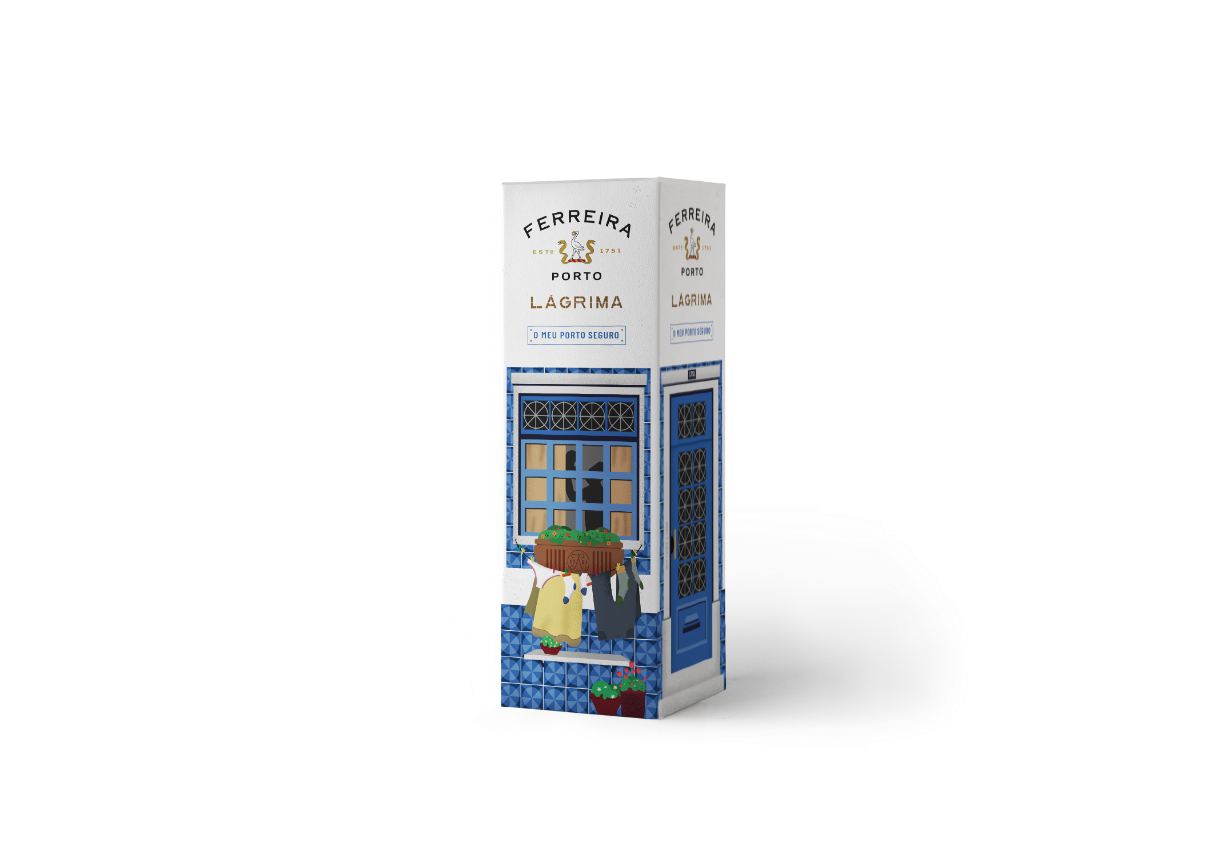 FERREIRA
ESTD 1751
PORTO
LÁGRIMA
O MEU PORTO SEGURO
FERREIRA
ESTD 1751
PORTO
LÁGRIMA
O MEU PORTO SEGURO